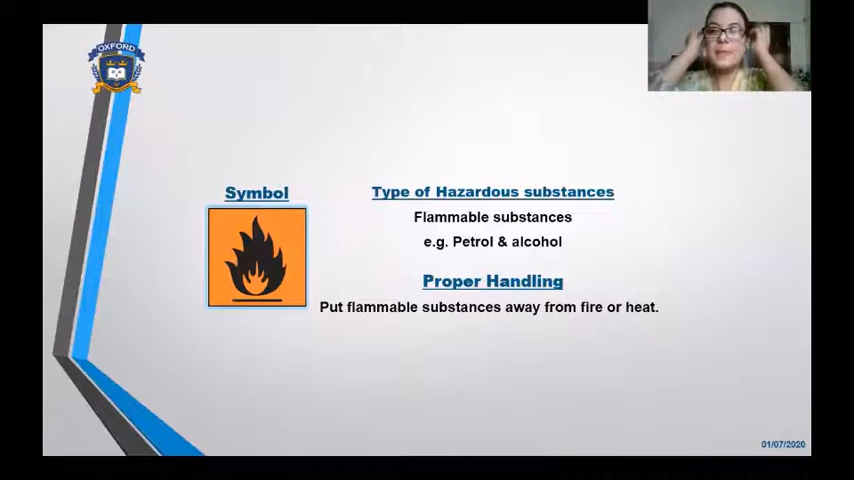 OXFORD
Symbol
Type of Hazardous substances
Flammable substances
e.g. Petrol & alcohol
Proper Handling
Put flammable substances away from fire or heat.
01/07/2020